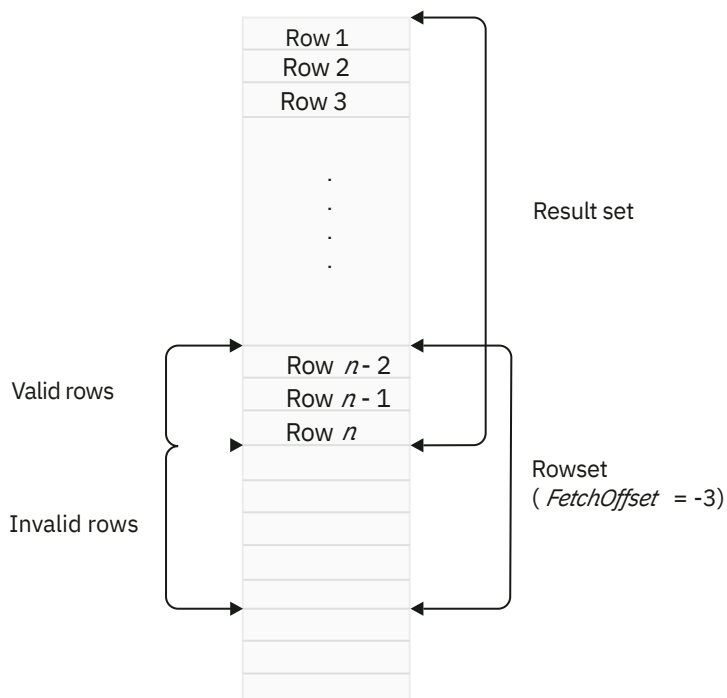 Row 1
Row 2
Row 3
.
.
.
.
Result set
Row n - 2
Valid rows
Row n - 1
Row n
Rowset
( FetchOffset = -3)
Invalid rows